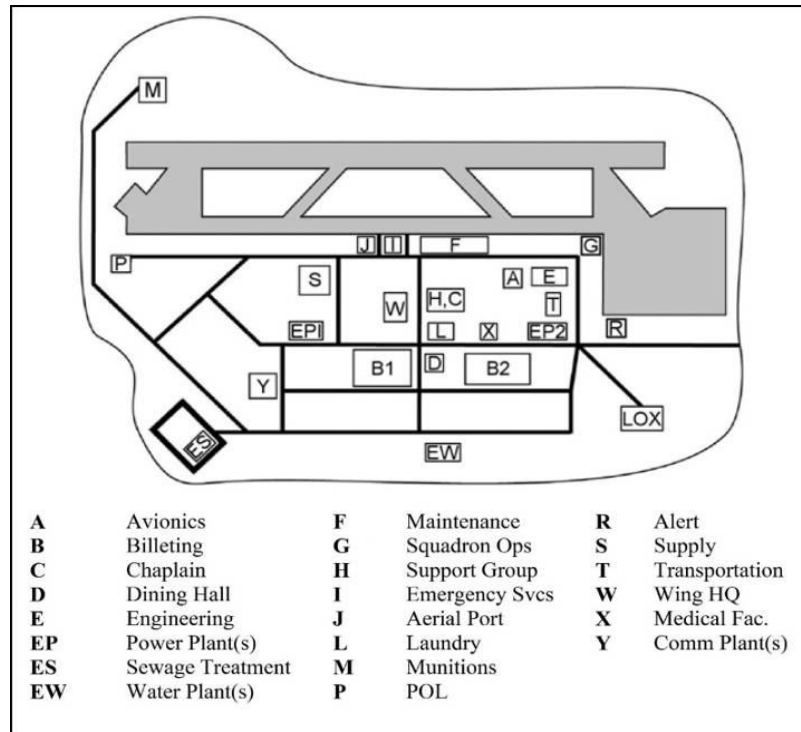 M
J
I
F
G
P
S
A
E
W
H,C
T
EPI
L
X
EP2
R
B1
D
B2
Y
LOX
ES
EW
A Avionics F Maintenance R Alert
B Billeting G Squadron Ops S Supply
C Chaplain H Support Group T Transportation
D Dining Hall I Emergency Svcs W Wing HQ
E Engineering J Aerial Port X Medical Fac.
EP Power Plant(s) L Laundry Y Comm Plant(s)
ES Sewage Treatment M Munitions
EW Water Plant(s) P POL